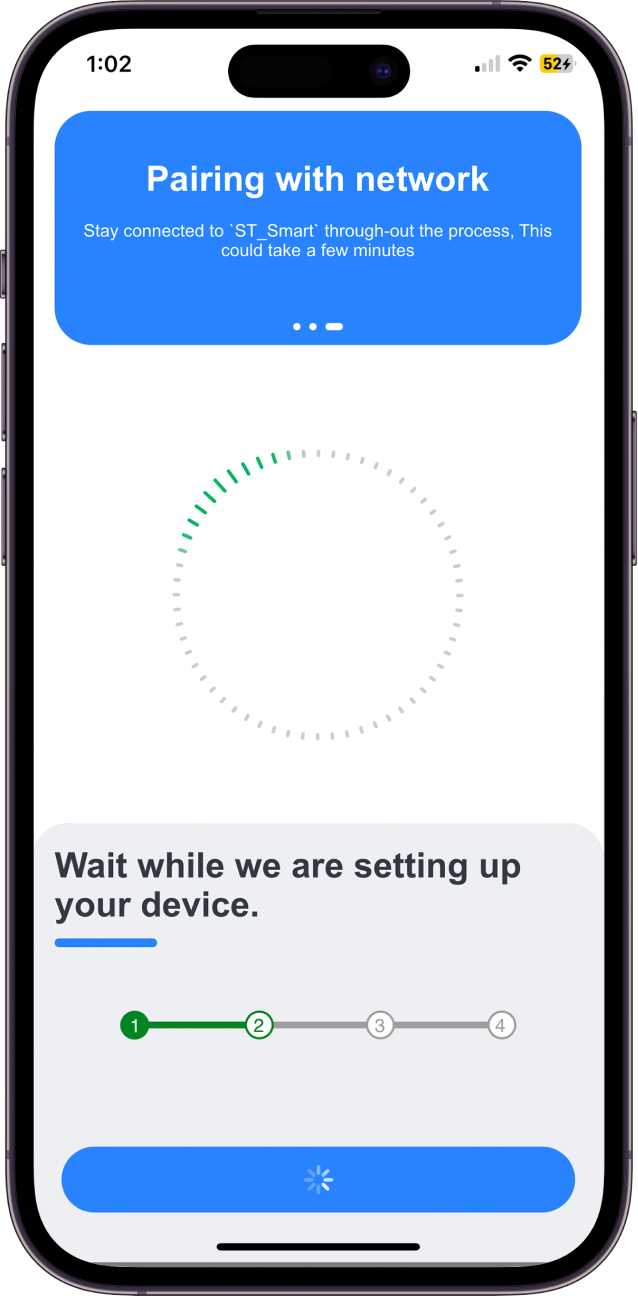 1:02
52
Pairing with network
Stay connected to `ST_Smart` through-out the process, This
could take a few minutes
Wait while we are setting up
your device.
1 2 3 4